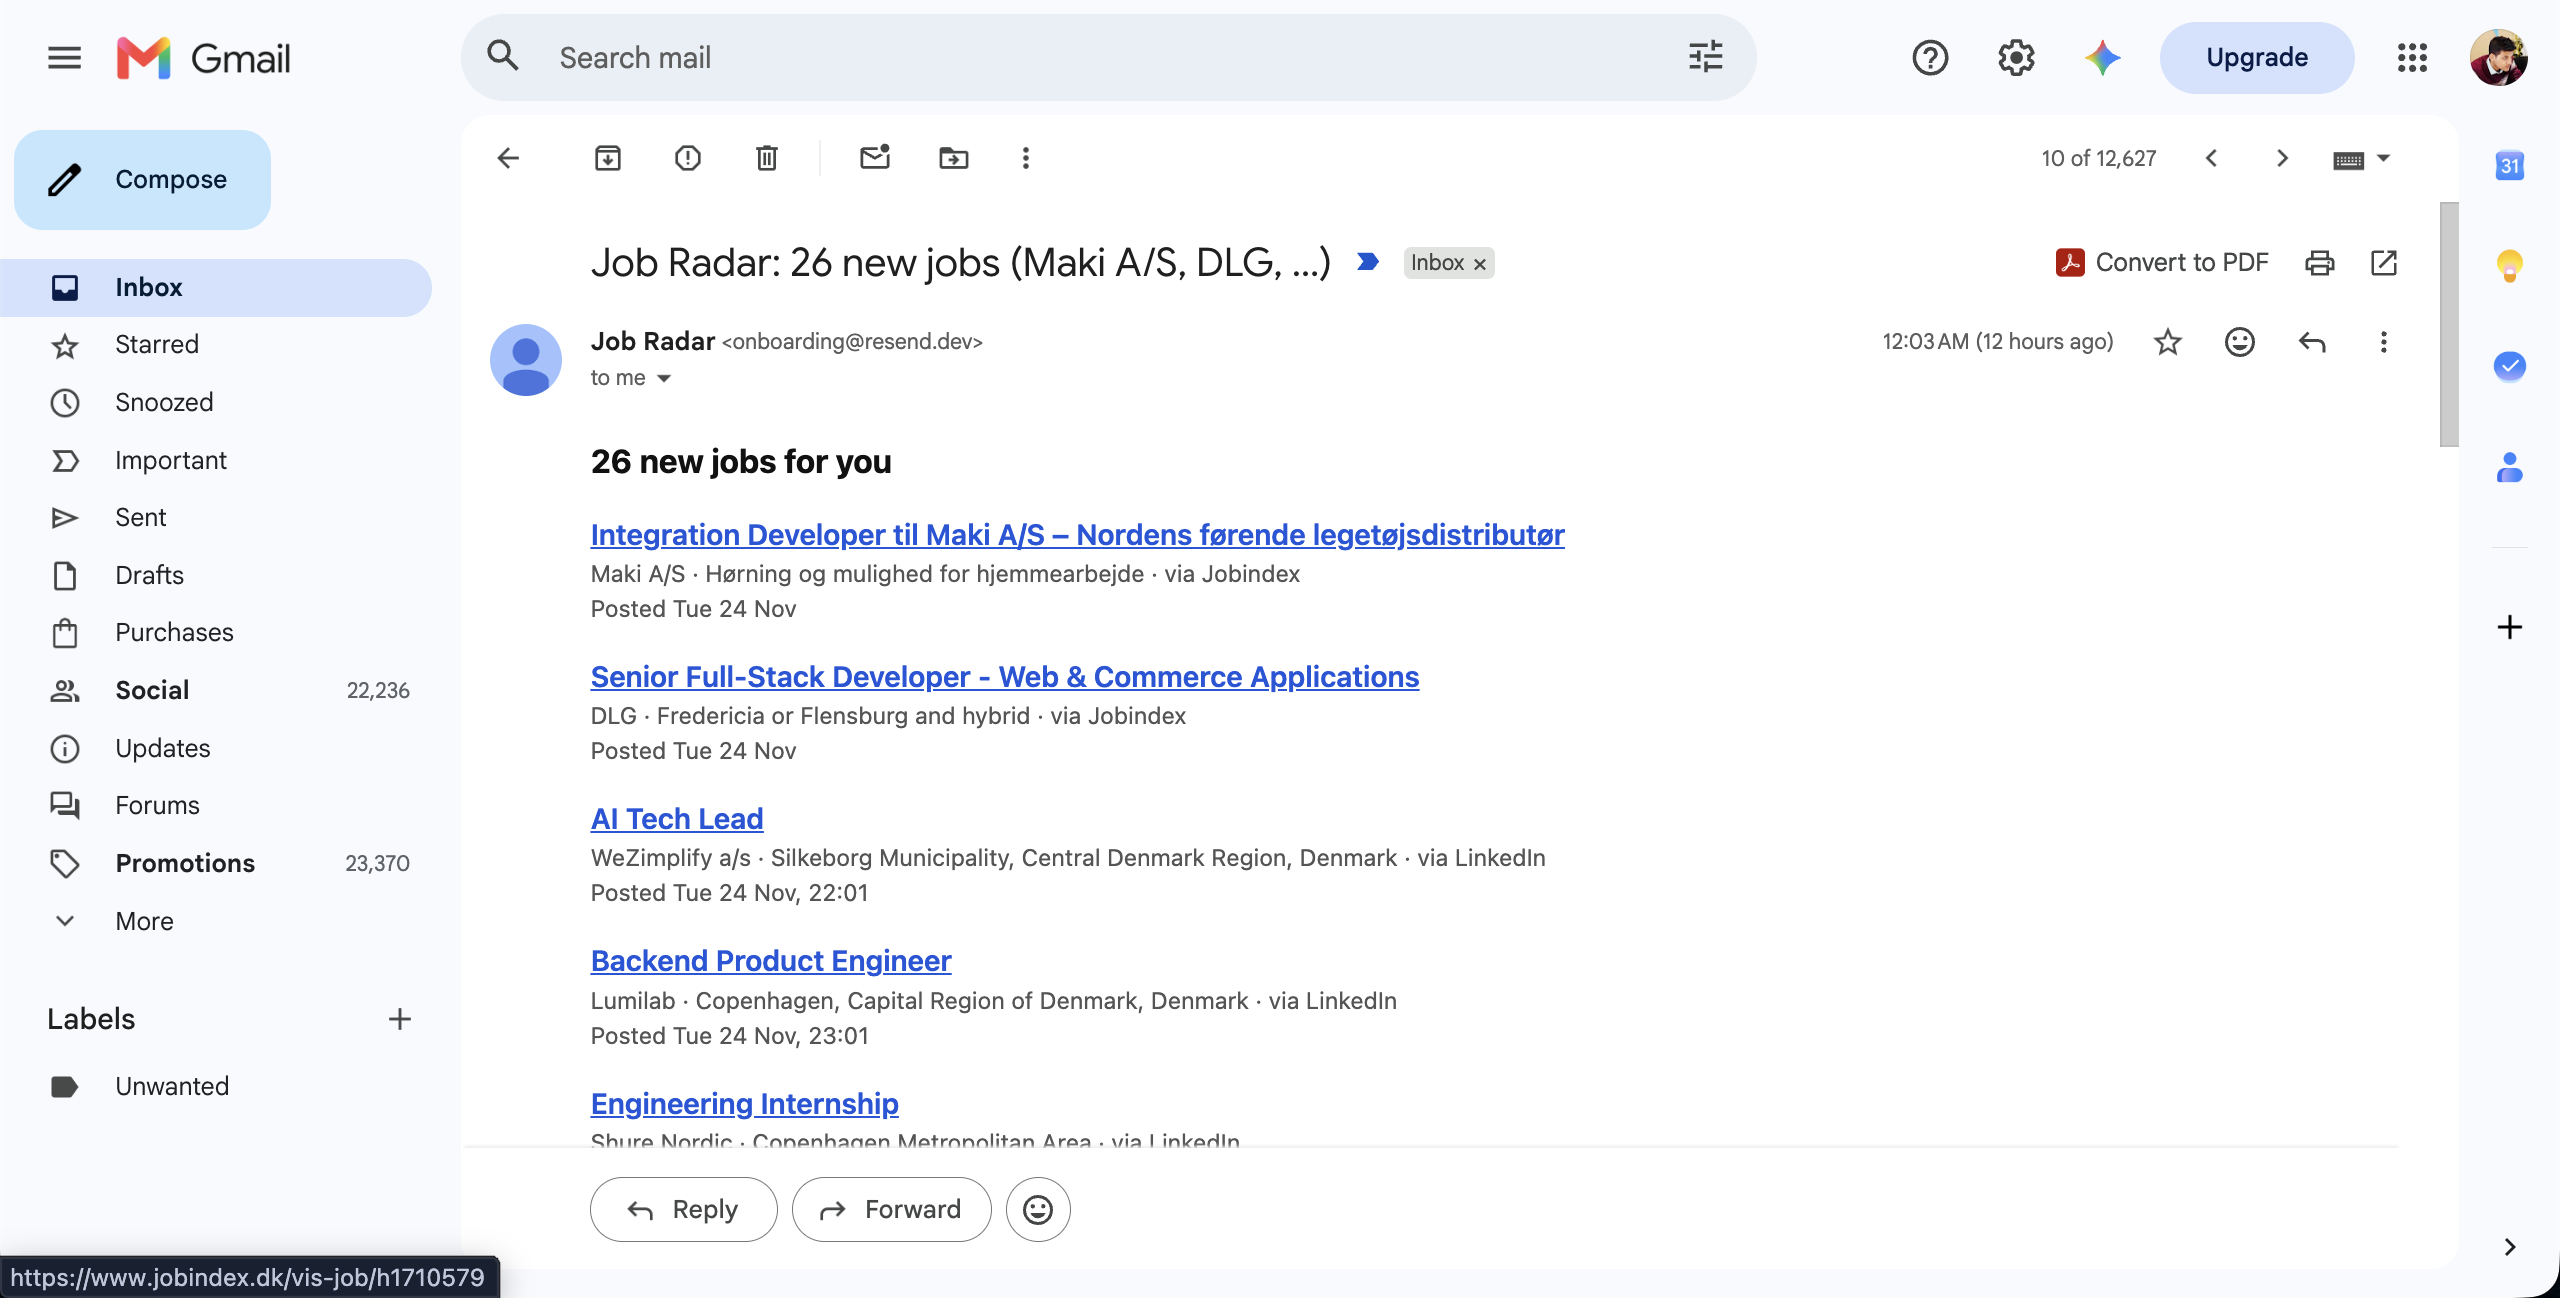 Gmail
Search mail
Upgrade
Compose
Inbox
Starred
Snoozed
Important
Sent
Drafts
Purchases
Social 22,236
Updates
Forums
Promotions 23,370
More
Labels
Unwanted
10 of 12,627
31
Job Radar: 26 new jobs (Maki A/S, DLG, ...)
Inbox
Convert to PDF
Job Radar <onboarding@resend.dev>
12:03 AM (12 hours ago)
to me
26 new jobs for you
Integration Developer til Maki A/S – Nordens førende legetøjsdistributør
Maki A/S · Hørning og mulighed for hjemmearbejde · via Jobindex
Posted Tue 24 Nov
Senior Full-Stack Developer - Web & Commerce Applications
DLG · Fredericia or Flensburg and hybrid · via Jobindex
Posted Tue 24 Nov
AI Tech Lead
WeZimplify a/s · Silkeborg Municipality, Central Denmark Region, Denmark · via LinkedIn
Posted Tue 24 Nov, 22:01
Backend Product Engineer
Lumilab · Copenhagen, Capital Region of Denmark, Denmark · via LinkedIn
Posted Tue 24 Nov, 23:01
Engineering Internship
Shure Nordic · Copenhagen Metropolitan Area · via LinkedIn
Reply
Forward
https://www.jobindex.dk/vis-job/h1710579